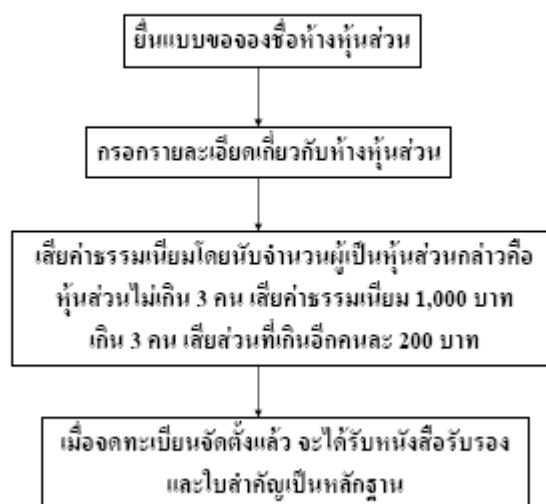 ยื่นแบบขอจองชื่อห้างหุ้นส่วน
กรอกรายละเอียดเกี่ยวกับห้างหุ้นส่วน
เสียค่าธรรมเนียมโดยนับจำนวนผู้เป็นหุ้นส่วนกล่าวคือ
หุ้นส่วนไม่เกิน 3 คน เสียค่าธรรมเนียม 1,000 บาท
เกิน 3 คน เสียส่วนที่เกินอีกคนละ 200 บาท
เมื่อจดทะเบียนจัดตั้งแล้ว จะได้รับหนังสือรับรอง
และใบสำคัญเป็นหลักฐาน